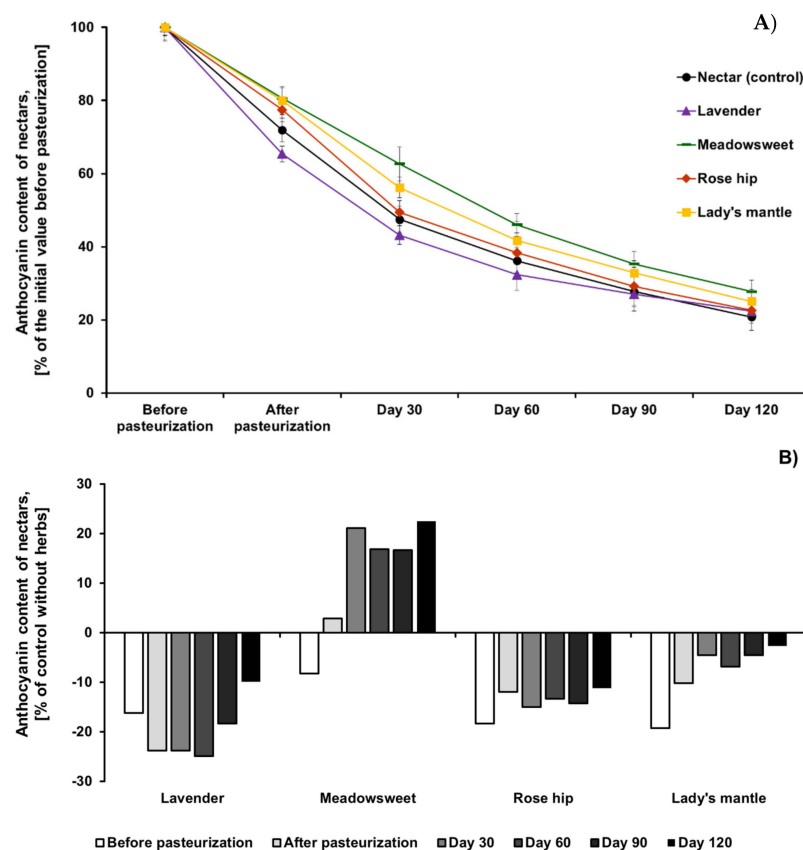 A)
Anthocyanin content of nectars,
[% of the initial value before pasteurization]
100
80
60
40
20
0
Nectar (control)
Lavender
Meadowsweet
Rose hip
Lady's mantle
Before
pasteurization
After
pasteurization
Day 30
Day 60
Day 90
Day 120
B)
Anthocyanin content of nectars,
[% of control without herbs]
30
20
10
0
-10
-20
-30
Lavender
Meadowsweet
Rose hip
Lady's mantle
Before pasteurization
After pasteurization
Day 30
Day 60
Day 90
Day 120